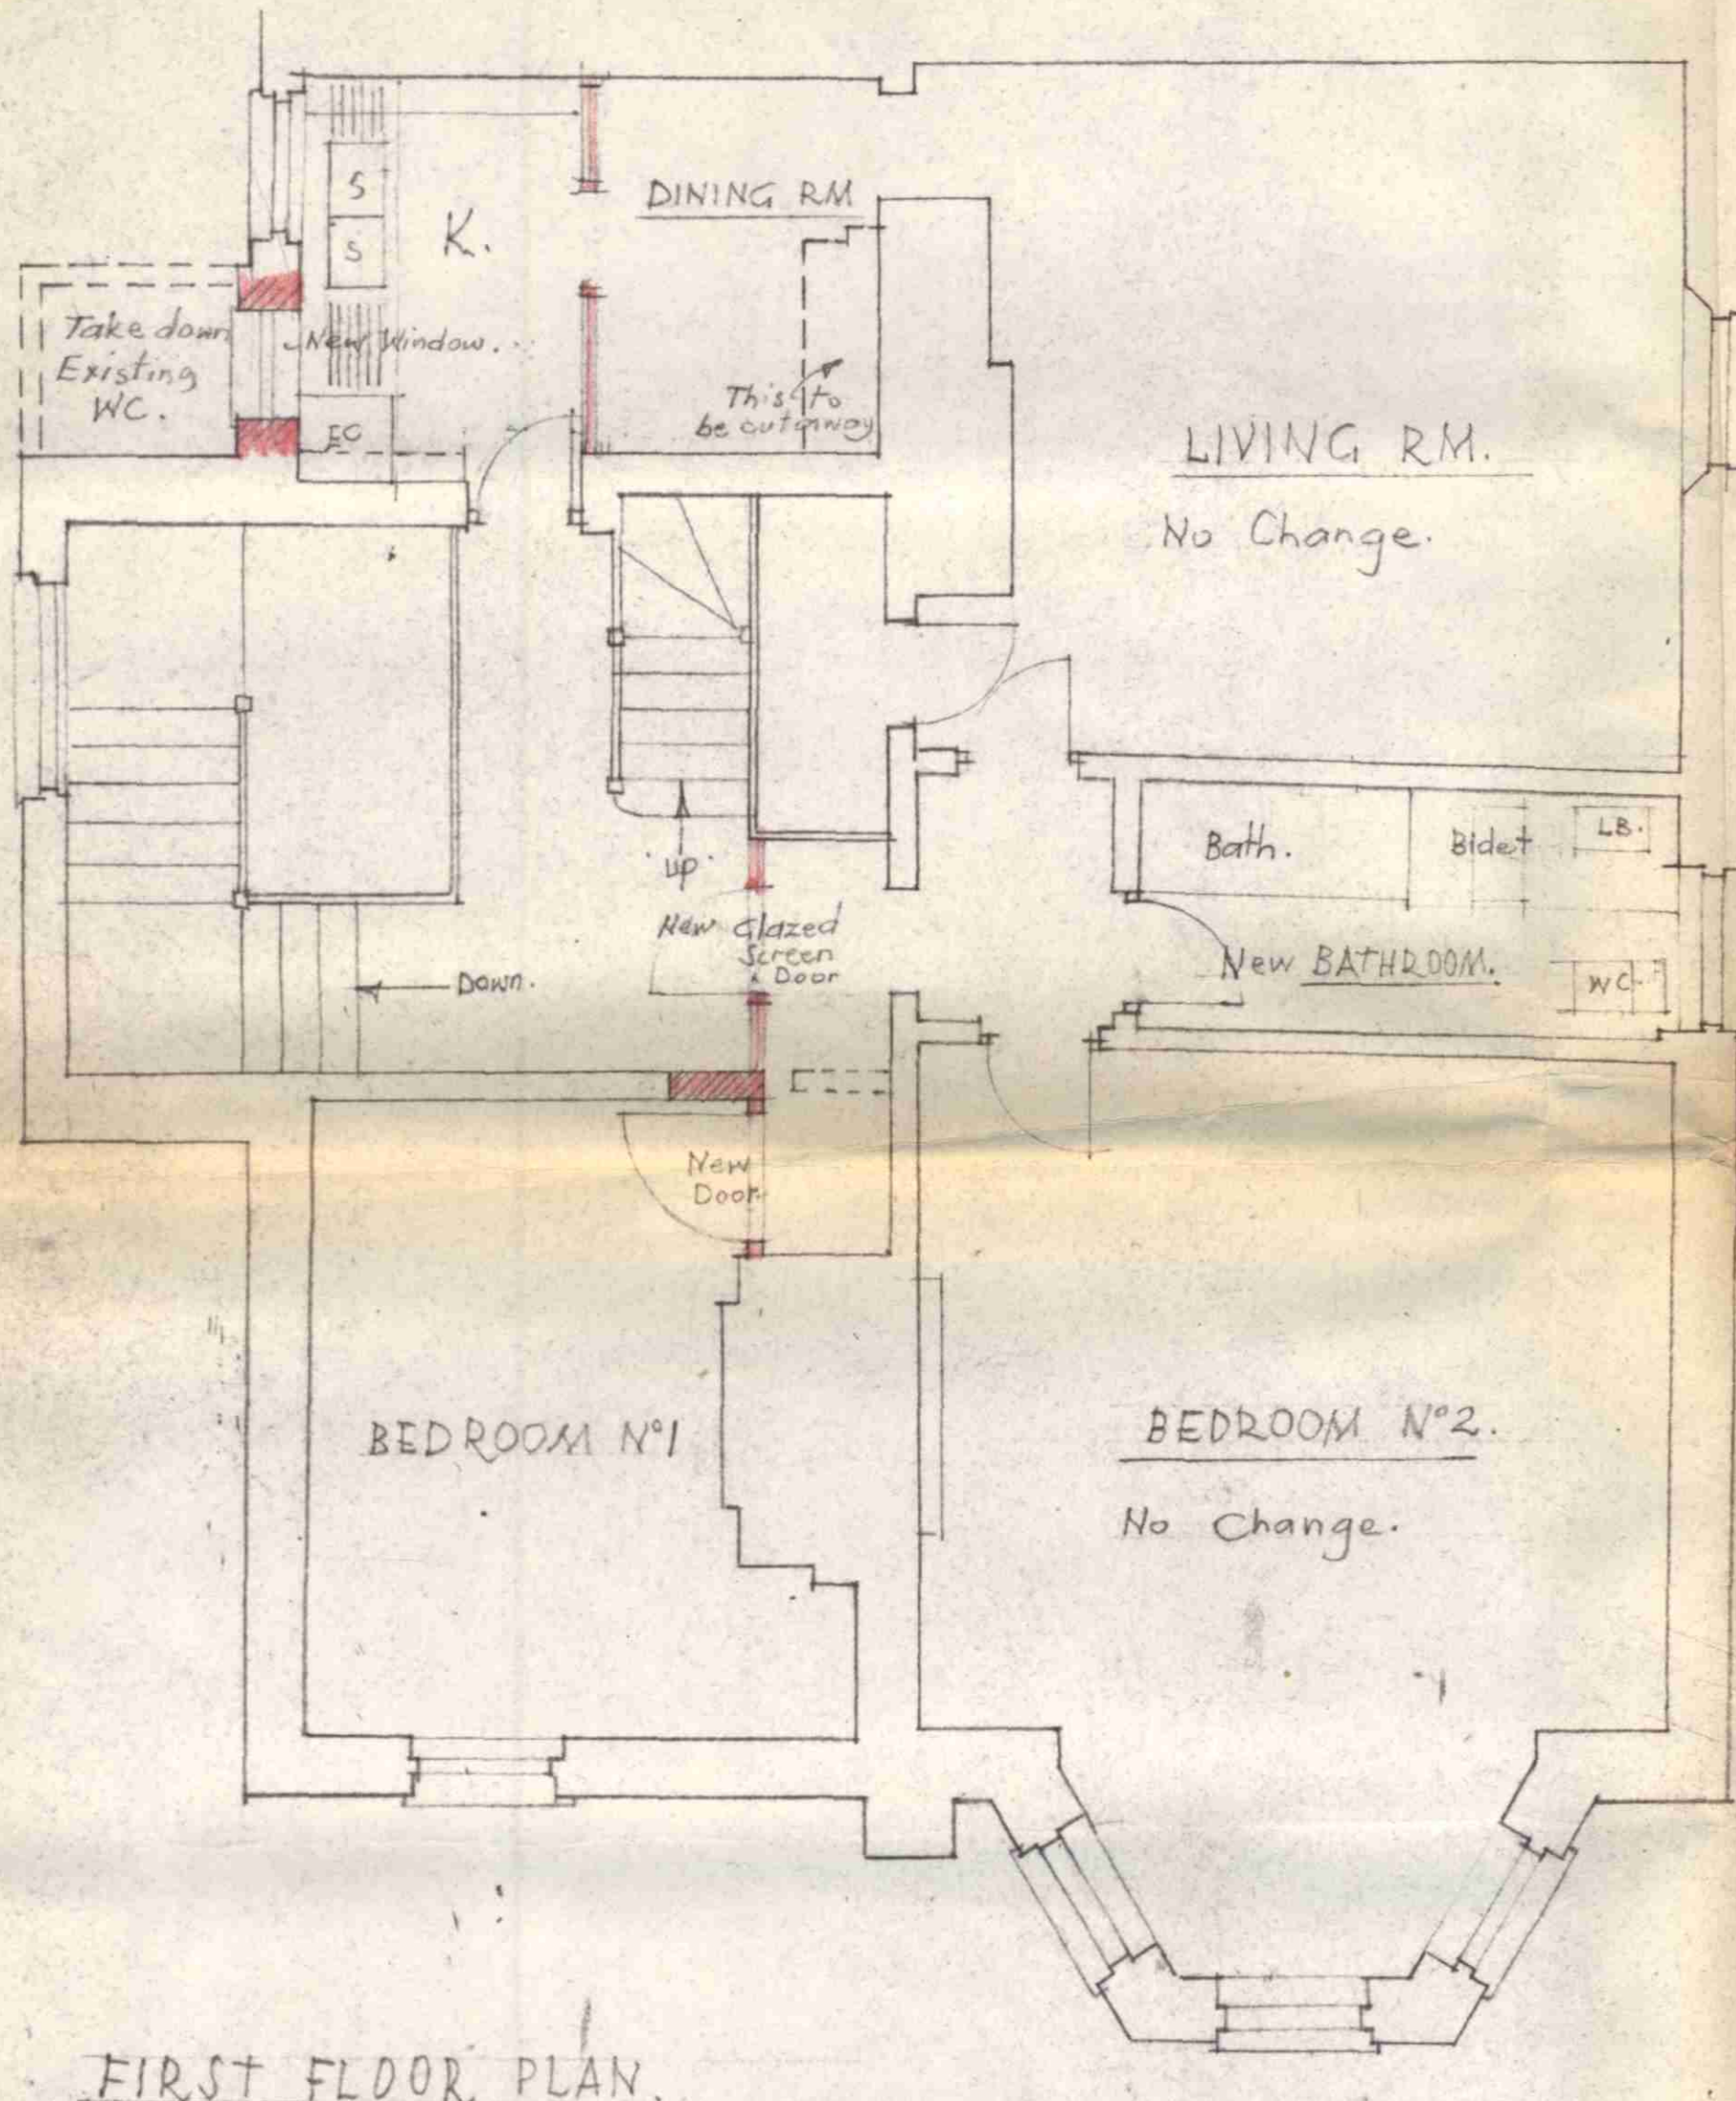 S
S
K.
DINING RM
Take down
Existing
WC.
New Window.
EC
This to
be cut away
LIVING RM.
No Change.
up
New Glazed
Screen
& Door
Down.
Bath.
Bidet
LB.
New BATHROOM.
WC
New
Door
BEDROOM Nº1
BEDROOM Nº2.
No Change.
FIRST FLOOR PLAN.